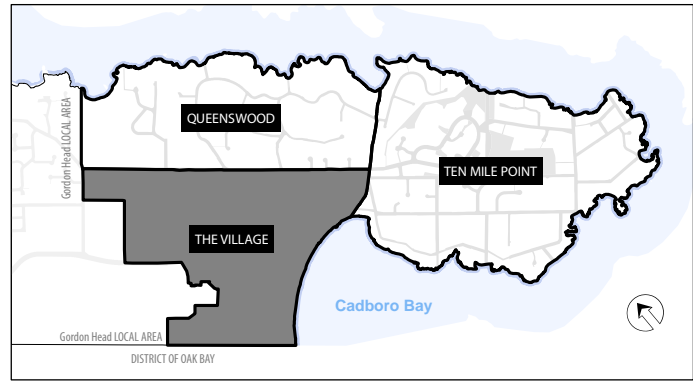 QUEENSWOOD
Gordon Head LOCAL AREA
TEN MILE POINT
THE VILLAGE
Cadboro Bay
Gordon Head LOCAL AREA
DISTRICT OF OAK BAY